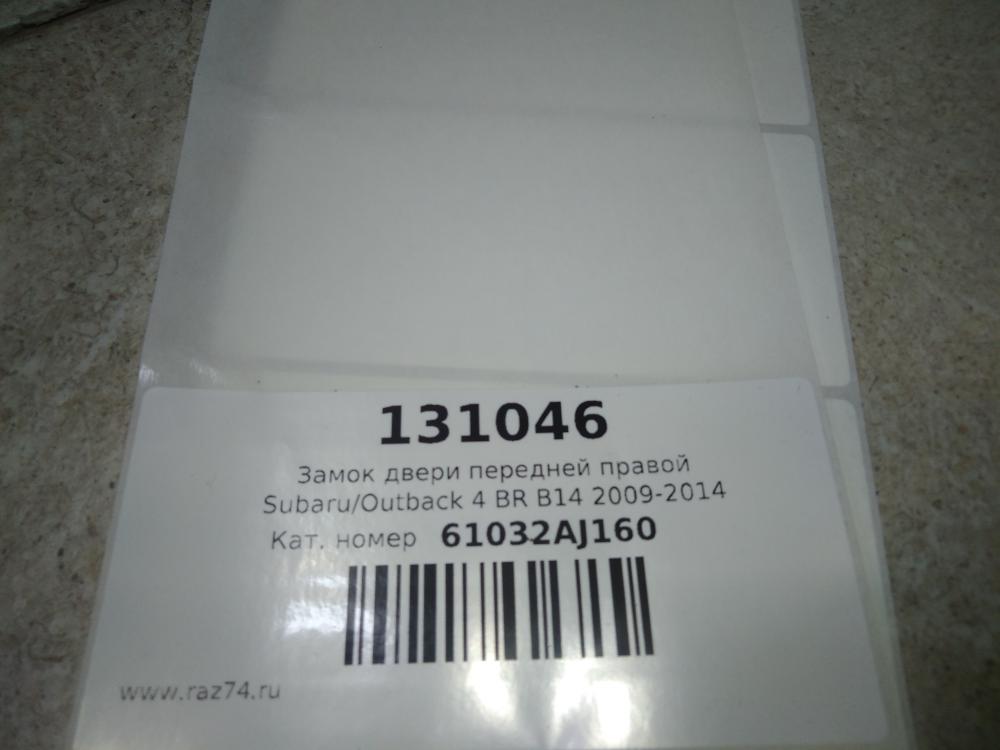 131046
Замок двери передней правой
Subaru/Outback 4 BR B14 2009-2014
Кат. номер 61032AJ160
www.raz74.ru